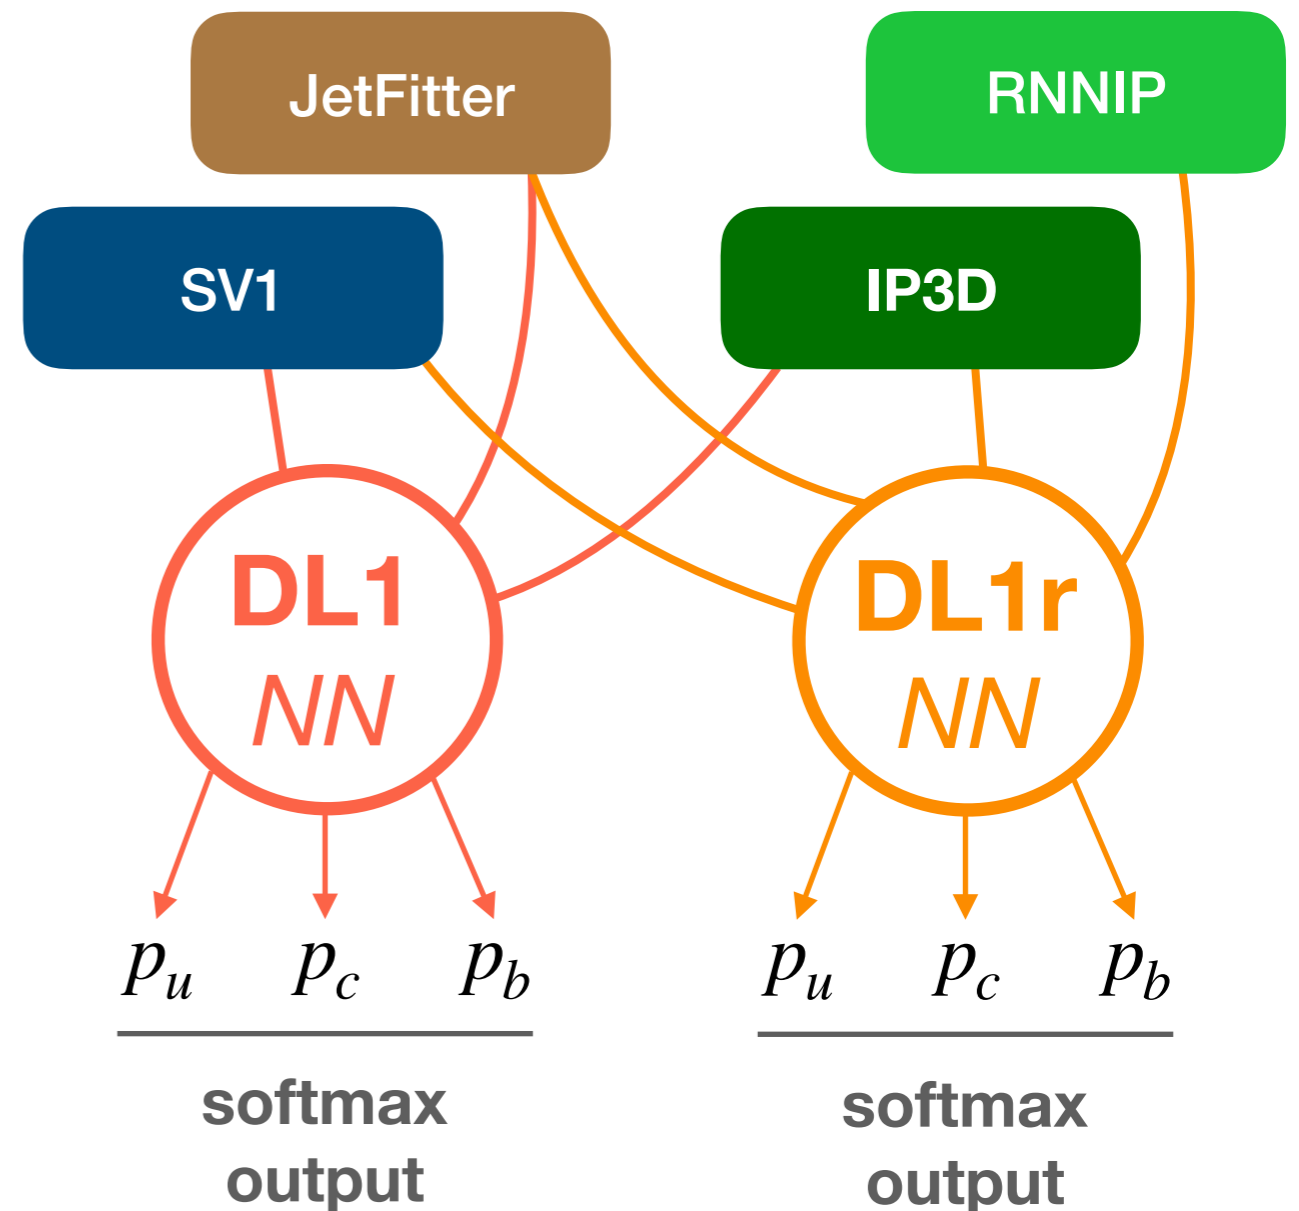 JetFitter
RNNIP
SV1
IP3D
DL1
NN
DL1r
NN
p_u p_c p_b
p_u p_c p_b
softmax
output
softmax
output